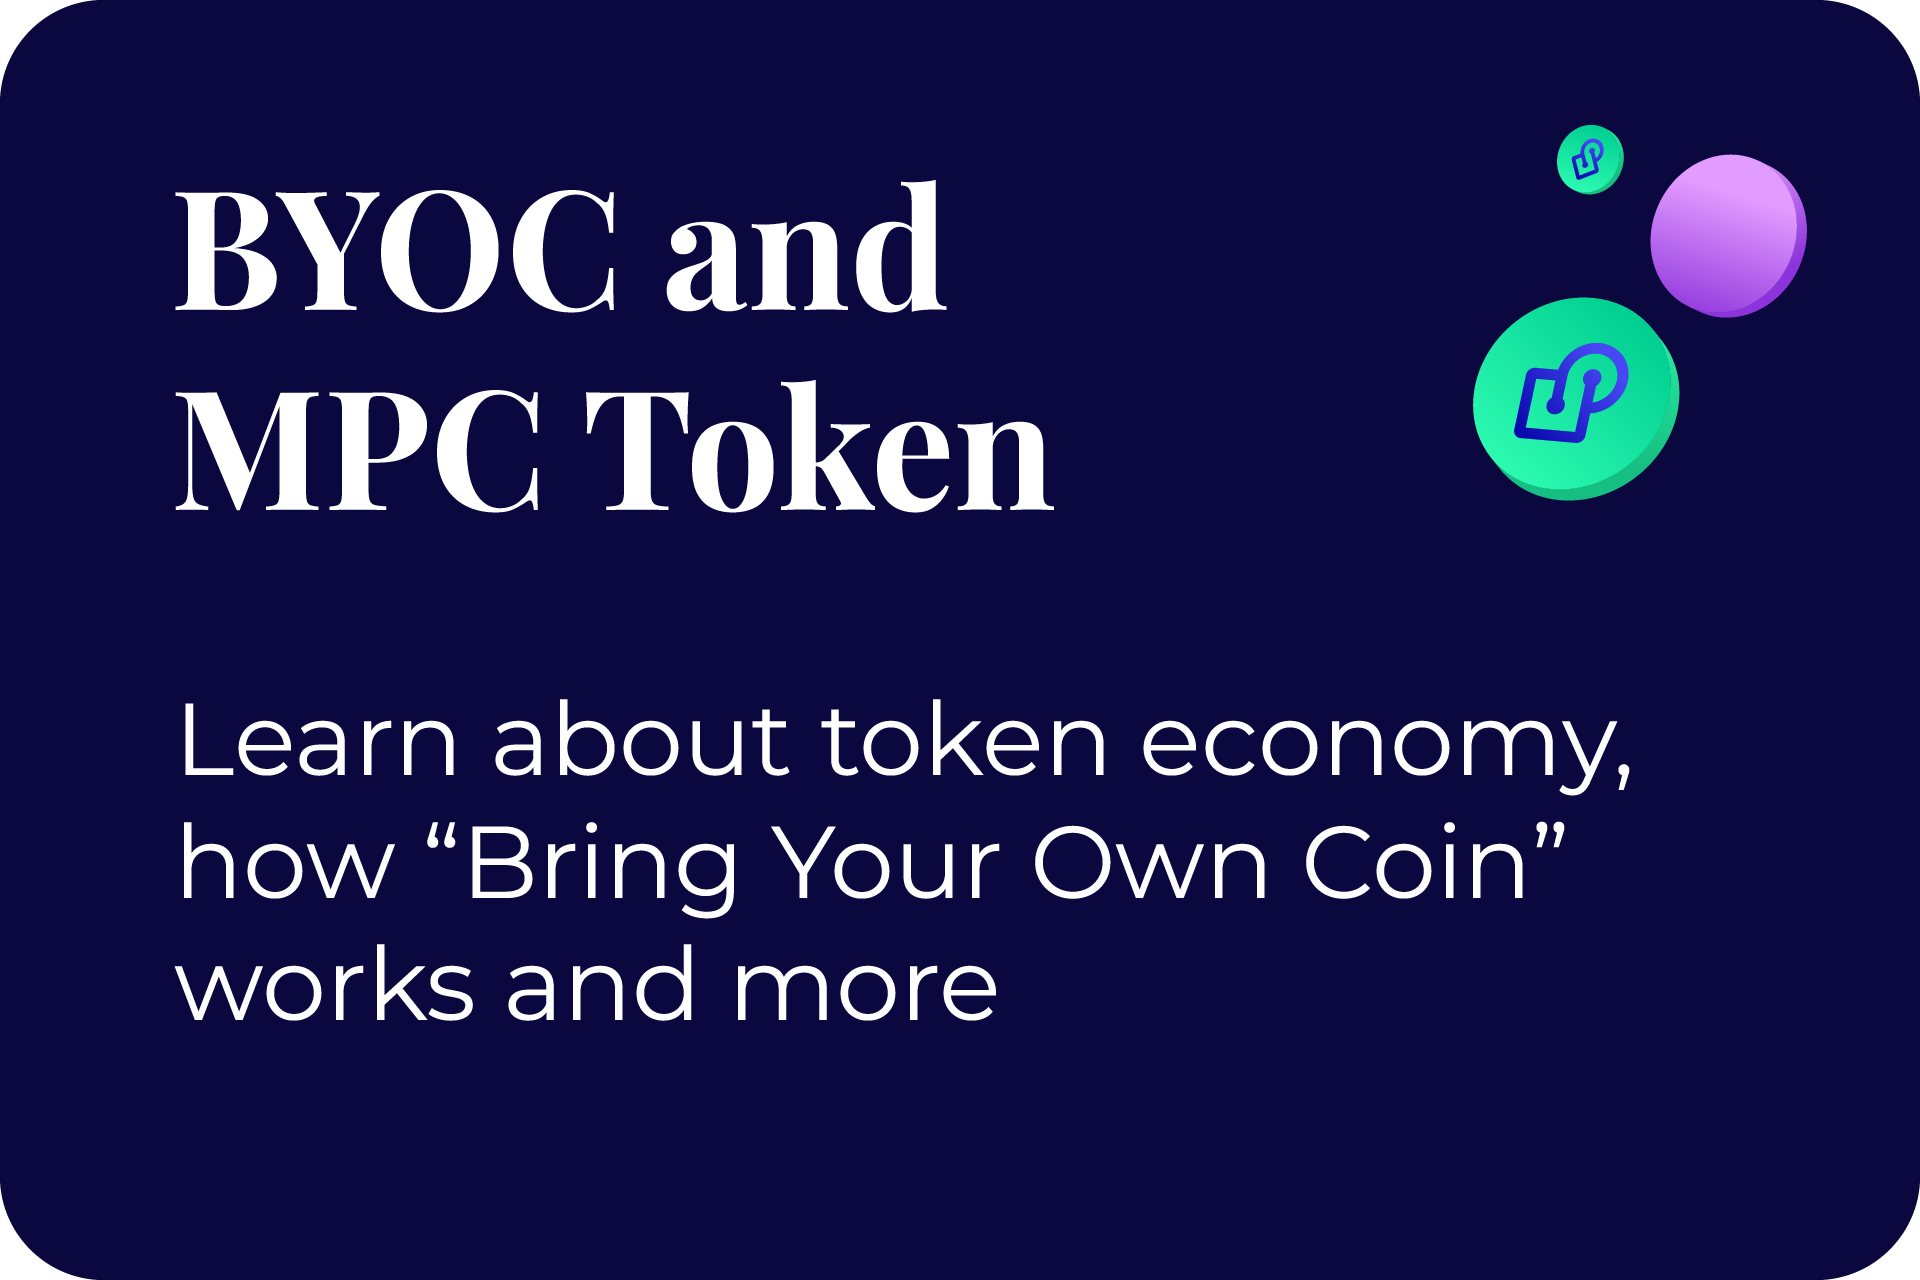 BYOC and
MPC Token
Learn about token economy,
how “Bring Your Own Coin”
works and more